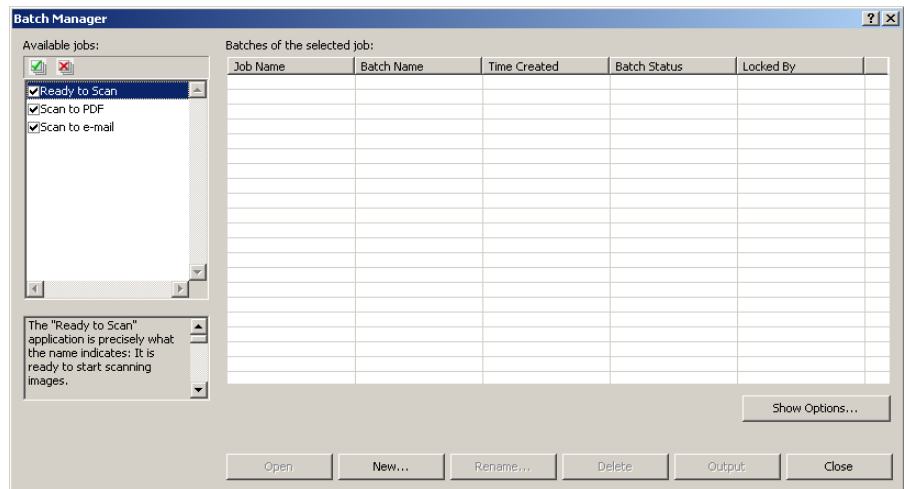 Batch Manager
Available jobs:
Batches of the selected job:
Job Name Batch Name Time Created Batch Status Locked By
Ready to Scan
Scan to PDF
Scan to e-mail
The "Ready to Scan"
application is precisely what
the name indicates: It is
ready to start scanning
images.
Show Options...
Open New... Rename... Delete Output Close